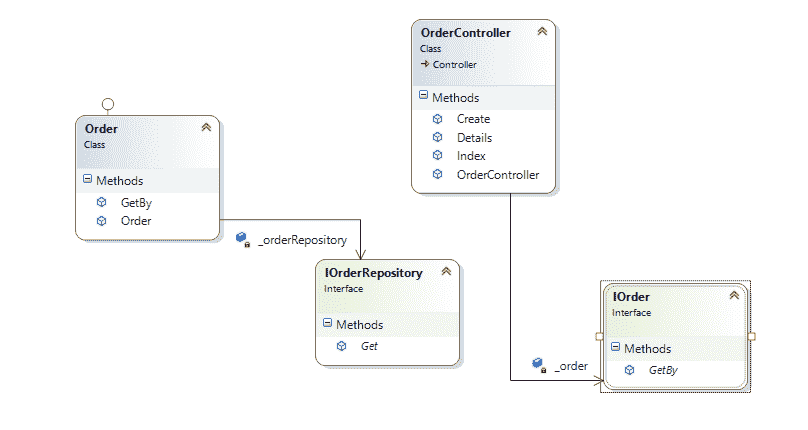 OrderController
Class
Controller
Methods
Create
Details
Index
OrderController
Order
Class
Methods
GetBy
Order
_orderRepository
IOrderRepository
Interface
Methods
Get
IOrder
Interface
Methods
GetBy
_order